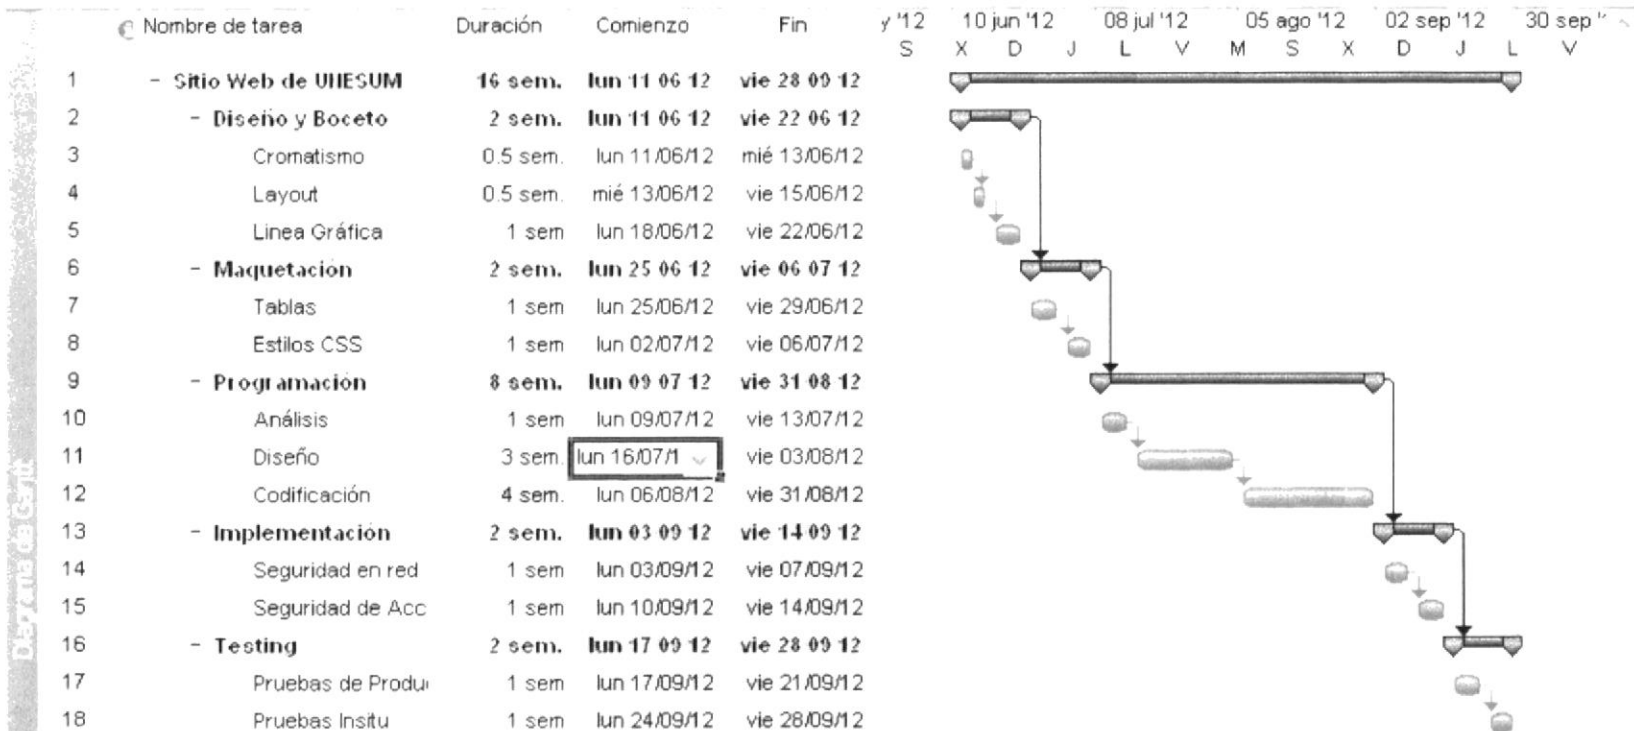 Nombre de tarea Duración Comienzo Fin y '12 10 jun '12 08 jul '12 05 ago '12 02 sep '12 30 sep '
S X D J L V M S X D J L V
1 - Sitio Web de UNESUM 16 sem. lun 11 06 12 vie 28 09 12
2 - Diseño y Boceto 2 sem. lun 11 06 12 vie 22 06 12
3 Cromatismo 0.5 sem. lun 11/06/12 mié 13/06/12
4 Layout 0.5 sem. mié 13/06/12 vie 15/06/12
5 Linea Gráfica 1 sem lun 18/06/12 vie 22/06/12
6 - Maquetación 2 sem. lun 25 06 12 vie 06 07 12
7 Tablas 1 sem lun 25/06/12 vie 29/06/12
8 Estilos CSS 1 sem lun 02/07/12 vie 06/07/12
9 - Programación 8 sem. lun 09 07 12 vie 31 08 12
10 Análisis 1 sem lun 09/07/12 vie 13/07/12
11 Diseño 3 sem. lun 16/07/1 vie 03/08/12
12 Codificación 4 sem. lun 06/08/12 vie 31/08/12
13 - Implementación 2 sem. lun 03 09 12 vie 14 09 12
14 Seguridad en red 1 sem lun 03/09/12 vie 07/09/12
15 Seguridad de Acc 1 sem lun 10/09/12 vie 14/09/12
16 - Testing 2 sem. lun 17 09 12 vie 28 09 12
17 Pruebas de Produ 1 sem lun 17/09/12 vie 21/09/12
18 Pruebas Insitu 1 sem lun 24/09/12 vie 28/09/12
Diagrama de Gantt